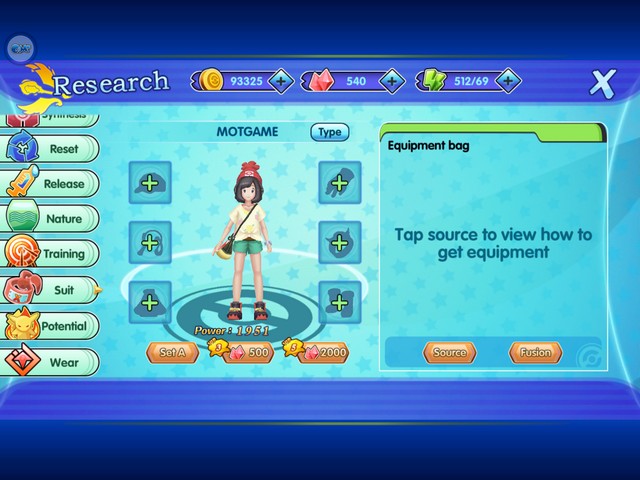 Research
93325
540
512/69
X
Synthesis
Reset
Release
Nature
Training
Suit
Potential
Wear
MOTGAME
Type
Power: 1951
Set A
500
2000
Equipment bag
Tap source to view how to
get equipment
Source
Fusion